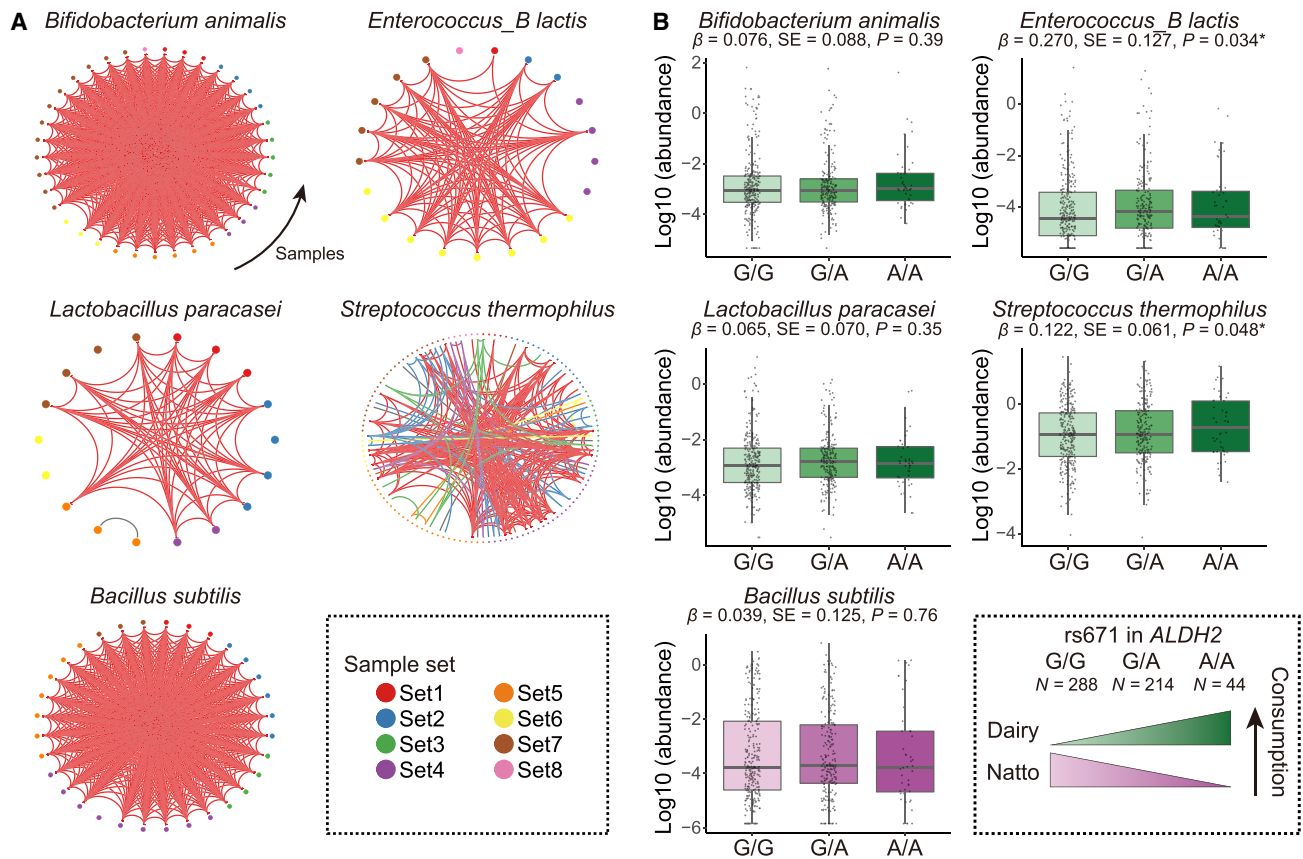 A
Bifidobacterium animalis
Enterococcus_B lactis
Samples
Lactobacillus paracasei
Streptococcus thermophilus
Bacillus subtilis
Sample set
Set1
Set5
Set2
Set6
Set3
Set7
Set4
Set8
B
Bifidobacterium animalis
β = 0.076, SE = 0.088, P = 0.39
Log10 (abundance)
2
0
−2
−4
G/G G/A A/A
Enterococcus_B lactis
β = 0.270, SE = 0.127, P = 0.034*
Log10 (abundance)
0
−2
−4
G/G G/A A/A
Lactobacillus paracasei
β = 0.065, SE = 0.070, P = 0.35
Log10 (abundance)
0
−2
−4
G/G G/A A/A
Streptococcus thermophilus
β = 0.122, SE = 0.061, P = 0.048*
Log10 (abundance)
0
−2
−4
G/G G/A A/A
Bacillus subtilis
β = 0.039, SE = 0.125, P = 0.76
Log10 (abundance)
0
−2
−4
−6
G/G G/A A/A
rs671 in ALDH2
G/G G/A A/A
N = 288 N = 214 N = 44
Dairy
Natto
Consumption